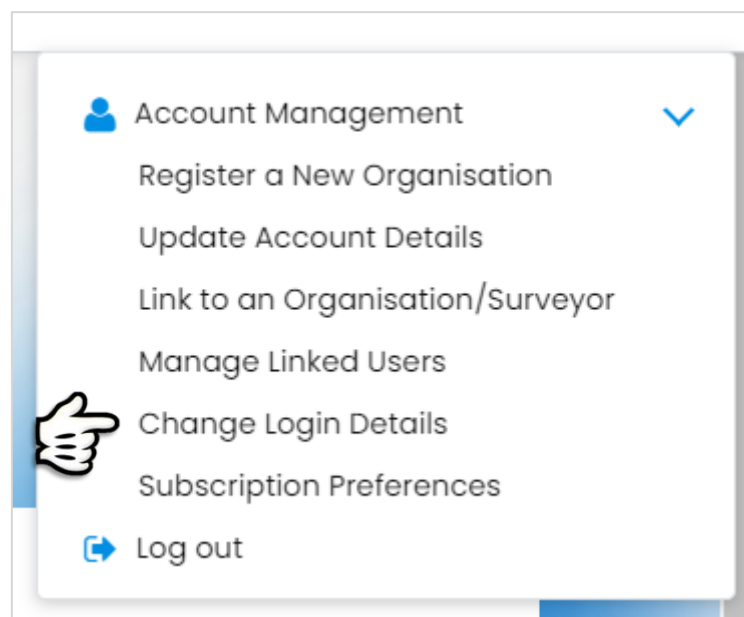 Account Management
Register a New Organisation
Update Account Details
Link to an Organisation/Surveyor
Manage Linked Users
Change Login Details
Subscription Preferences
Log out